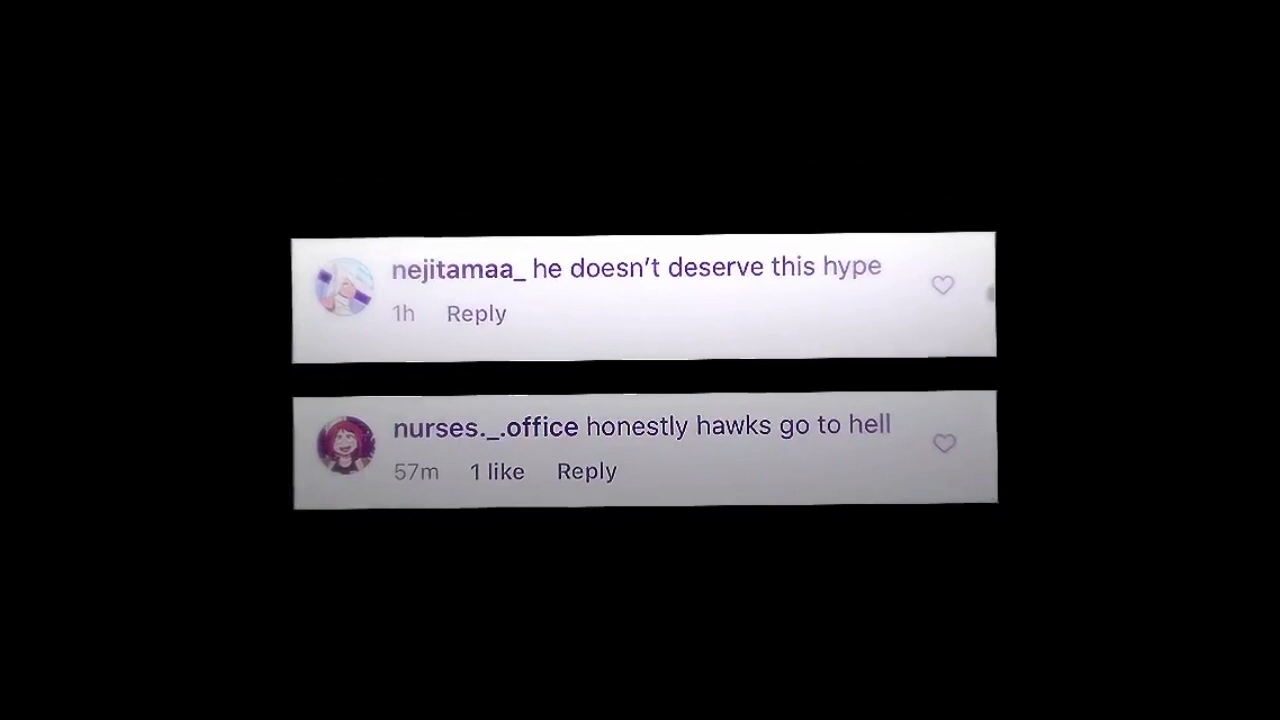 nejitamaa_ he doesn't deserve this hype
1h Reply
nurses._.office honestly hawks go to hell
57m 1 like Reply